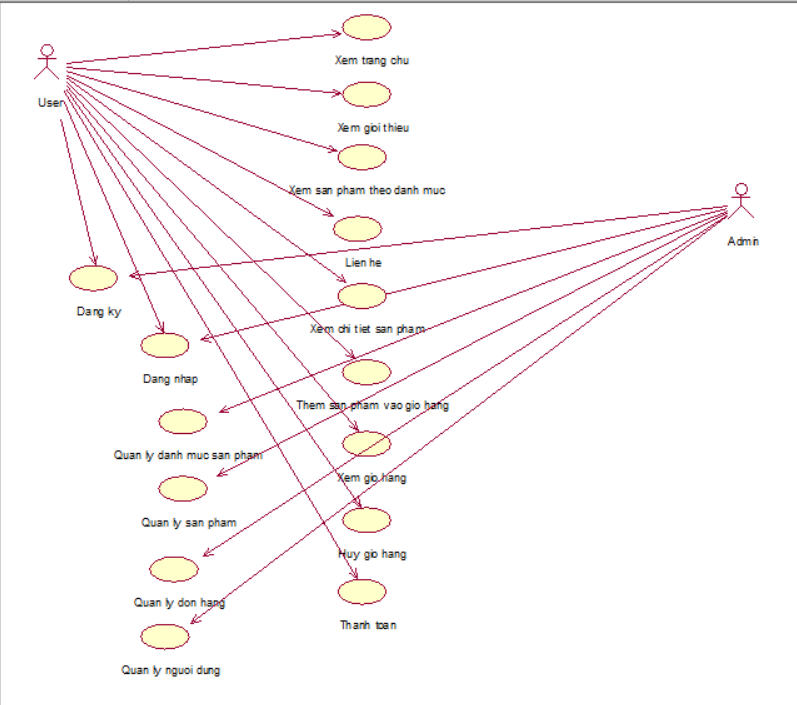 Xem trang chu
User
Xem gioi thieu
Xem san pham theo danh muc
Admin
Lien he
Dang ky
Xem chi tiet san pham
Dang nhap
Them san pham vao gio hang
Quan ly danh muc san pham
Xem gio hang
Quan ly san pham
Huy gio hang
Quan ly don hang
Thanh toan
Quan ly nguoi dung